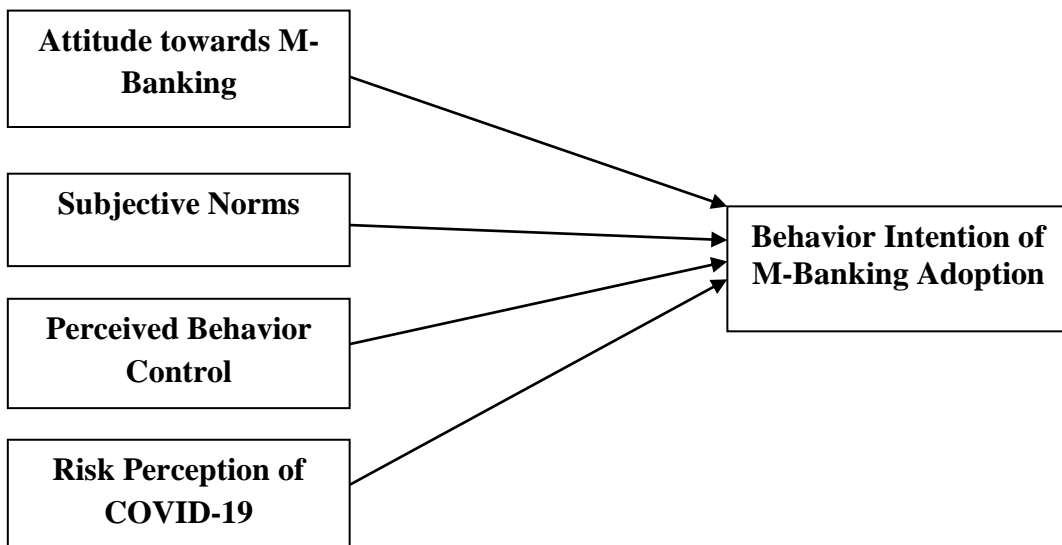 Attitude towards M-
Banking
Subjective Norms
Perceived Behavior
Control
Risk Perception of
COVID-19
Behavior Intention of
M-Banking Adoption